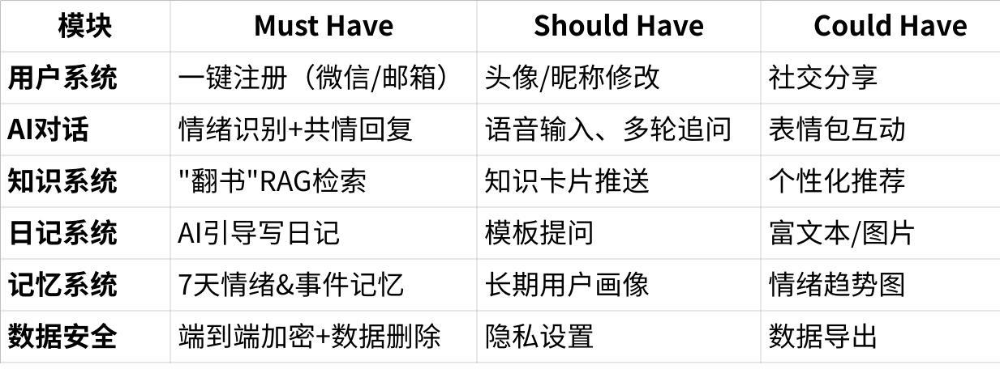 模块 Must Have Should Have Could Have
用户系统 一键注册（微信/邮箱） 头像/昵称修改 社交分享
AI对话 情绪识别+共情回复 语音输入、多轮追问 表情包互动
知识系统 "翻书"RAG检索 知识卡片推送 个性化推荐
日记系统 AI引导写日记 模板提问 富文本/图片
记忆系统 7天情绪&事件记忆 长期用户画像 情绪趋势图
数据安全 端到端加密+数据删除 隐私设置 数据导出